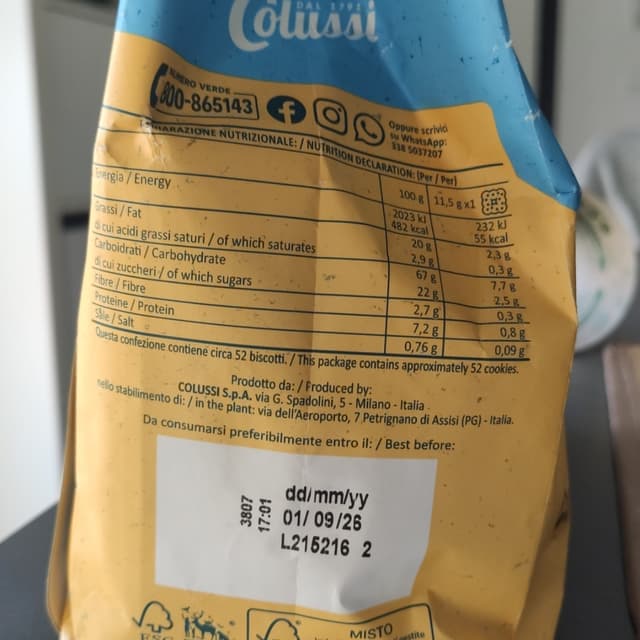 DAL 1791
Colussi
NUMERO VERDE
800-865143
Oppure scrivici
su WhatsApp:
318 5037207
NUTRIZIONALE: / NUTRITION DECLARATION: (Per / Per)
100 g 11,5 g x1
Energia / Energy 2023 kJ 232 kJ
482 kcal 55 kcal
Grassi / Fat 20 g 2,3 g
di cui acidi grassi saturi / of which saturates 2,9 g 0,3 g
Carboidrati / Carbohydrate 67 g 7,7 g
di cui zuccheri / of which sugars 22 g 2,5 g
Fibre / Fibre 2,7 g 0,3 g
Proteine / Protein 7,2 g 0,8 g
Sale / Salt 0,76 g 0,09 g
Questa confezione contiene circa 52 biscotti. / This package contains approximately 52 cookies.
Prodotto da: / Produced by:
COLUSSI S.p.A. via G. Spadolini, 5 - Milano - Italia
nello stabilimento di: / in the plant: via dell'Aeroporto, 7 Petrignano di Assisi (PG) - Italia.
Da consumarsi preferibilmente entro il: / Best before:
3807
17:01
dd/mm/yy
01/ 09/26
L215216 2
FSC
MISTO